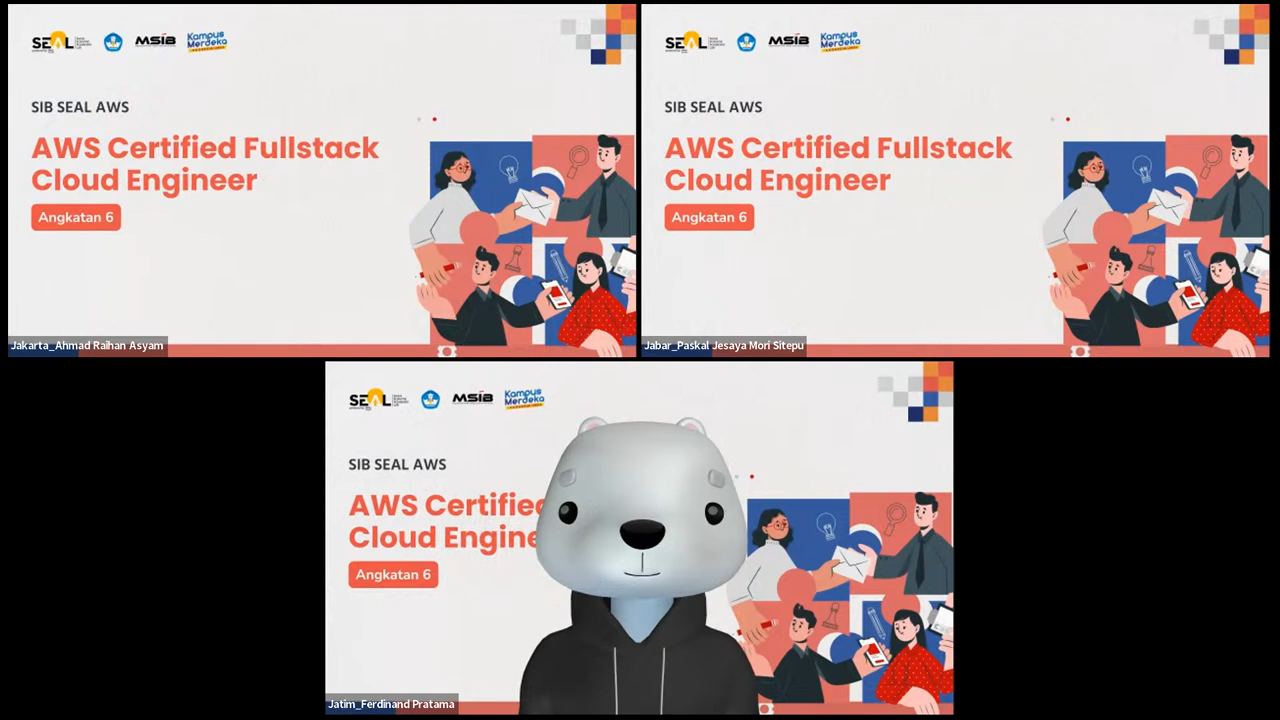 SEAL
MSIB
Kampus
Merdeka
SIB SEAL AWS
AWS Certified Fullstack
Cloud Engineer
Angkatan 6
Jakarta_Ahmad Raihan Asyam
SEAL
MSIB
Kampus
Merdeka
SIB SEAL AWS
AWS Certified Fullstack
Cloud Engineer
Angkatan 6
Jabar_Paskal Jesaya Mori Sitepu
SEAL
MSIB
Kampus
Merdeka
SIB SEAL AWS
AWS Certified
Cloud Engine
Angkatan 6
Jatim_Ferdinand Pratama